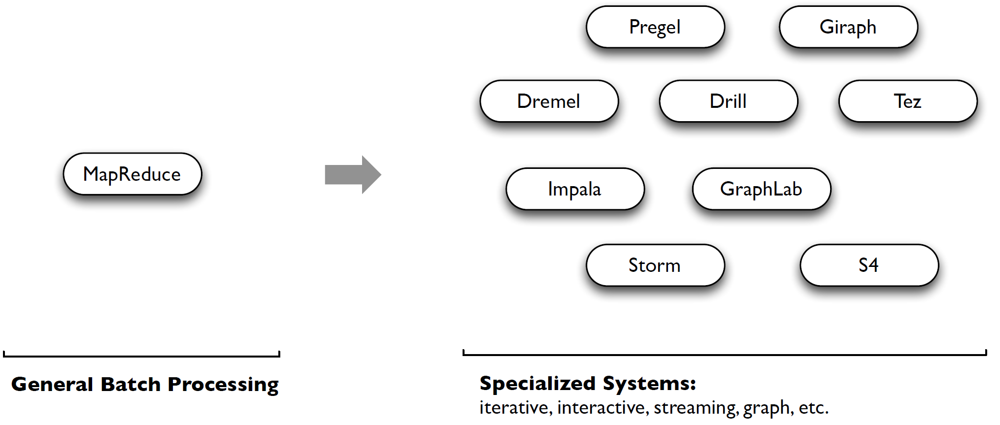 Pregel
Giraph
Dremel
Drill
Tez
MapReduce
Impala
GraphLab
Storm
S4
General Batch Processing
Specialized Systems:
iterative, interactive, streaming, graph, etc.